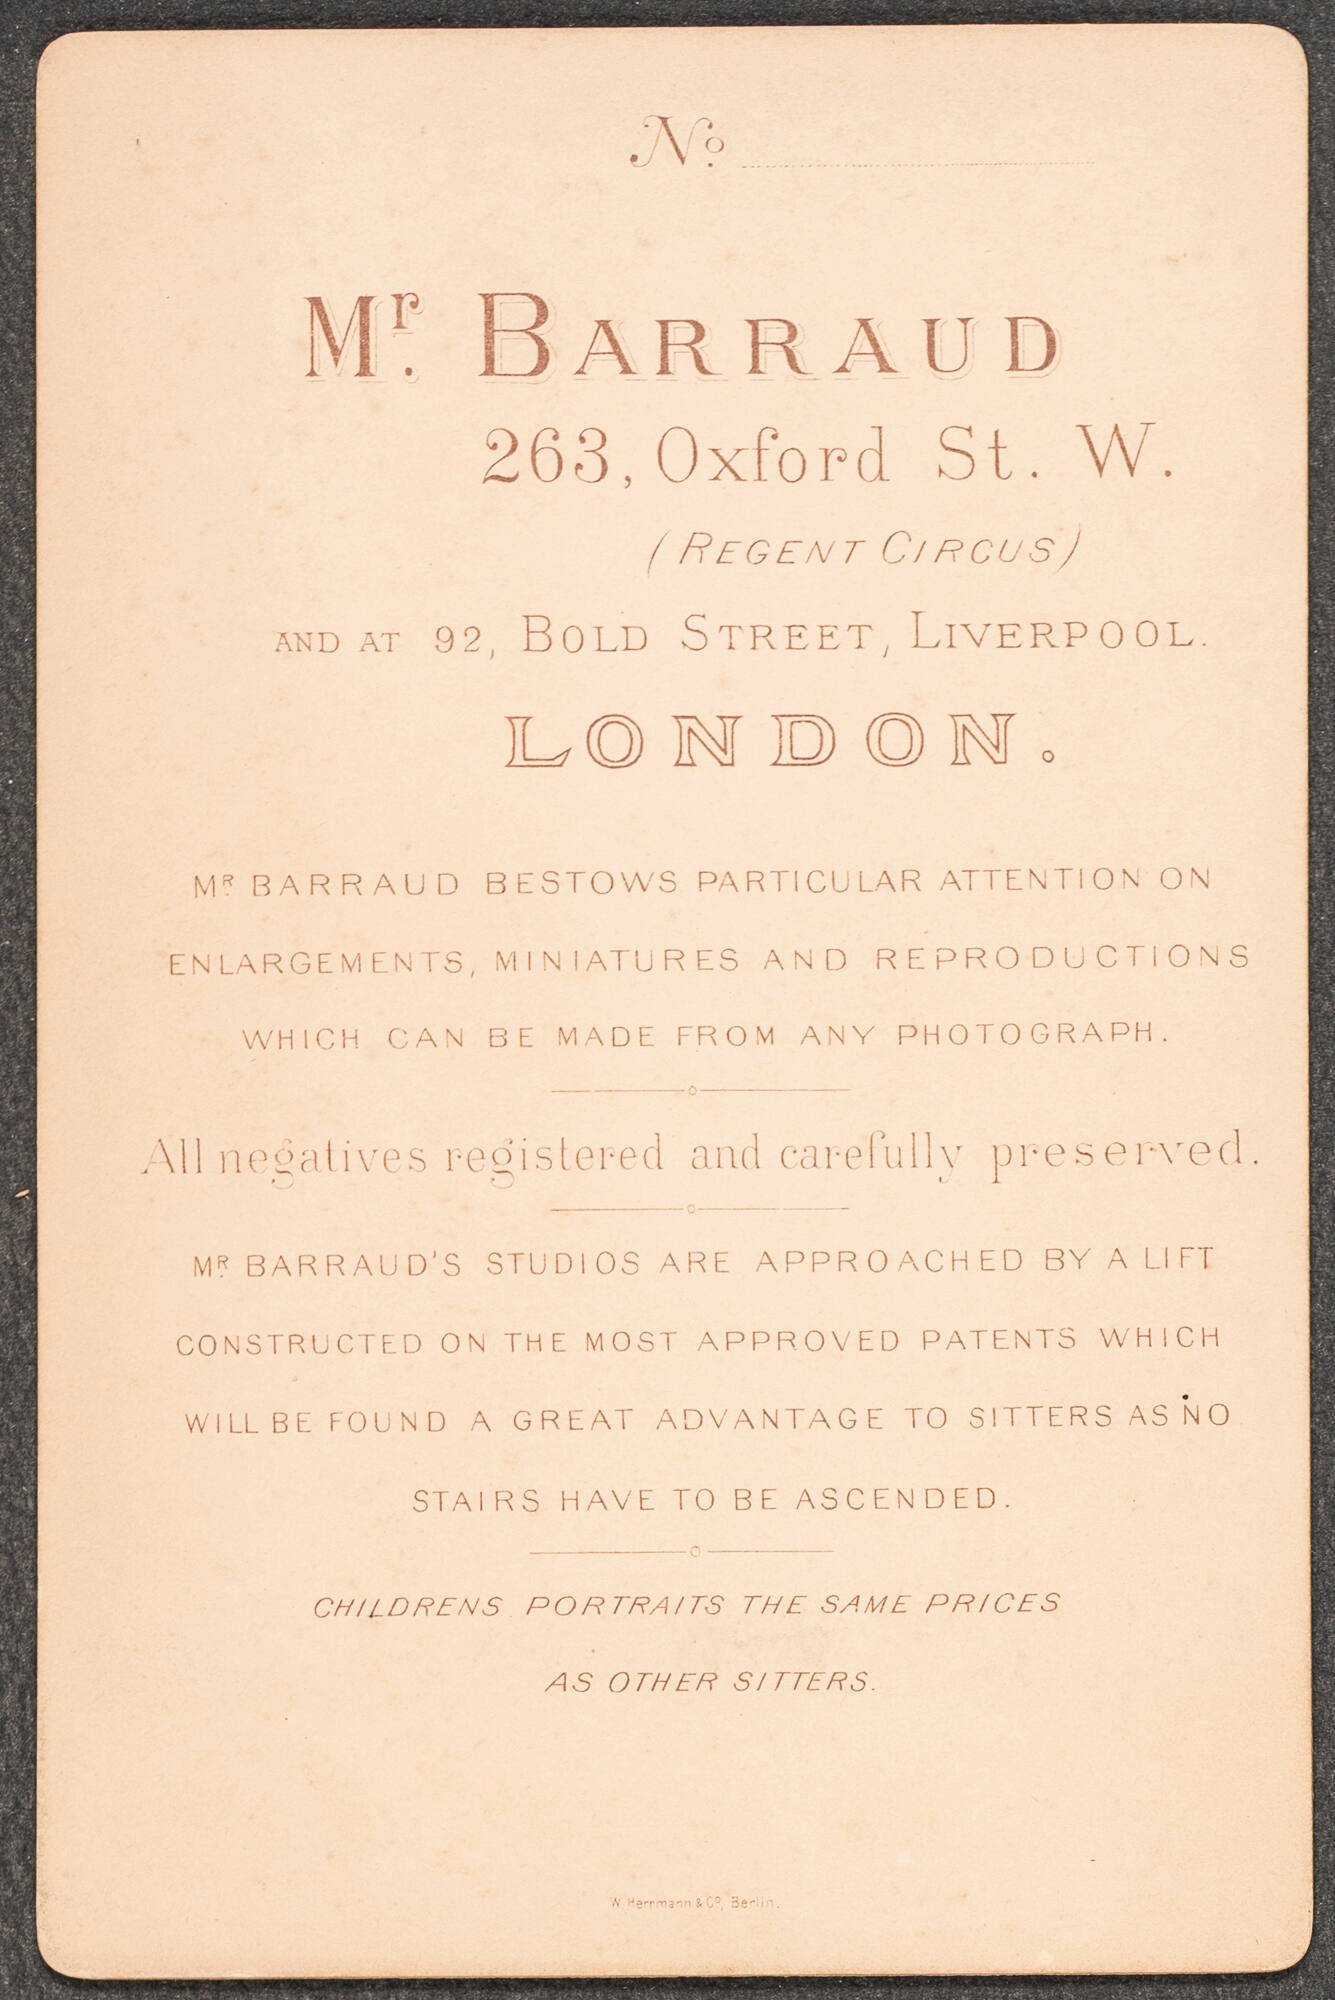 No.
Mr. BARRAUD
263, Oxford St. W.
(REGENT CIRCUS)
AND AT 92, BOLD STREET, LIVERPOOL.
LONDON.
MR. BARRAUD BESTOWS PARTICULAR ATTENTION ON
ENLARGEMENTS, MINIATURES AND REPRODUCTIONS
WHICH CAN BE MADE FROM ANY PHOTOGRAPH.
All negatives registered and carefully preserved.
MR. BARRAUD'S STUDIOS ARE APPROACHED BY A LIFT
CONSTRUCTED ON THE MOST APPROVED PATENTS WHICH
WILL BE FOUND A GREAT ADVANTAGE TO SITTERS AS NO
STAIRS HAVE TO BE ASCENDED.
CHILDRENS PORTRAITS THE SAME PRICES
AS OTHER SITTERS.
W. Herrmann & Co, Berlin.